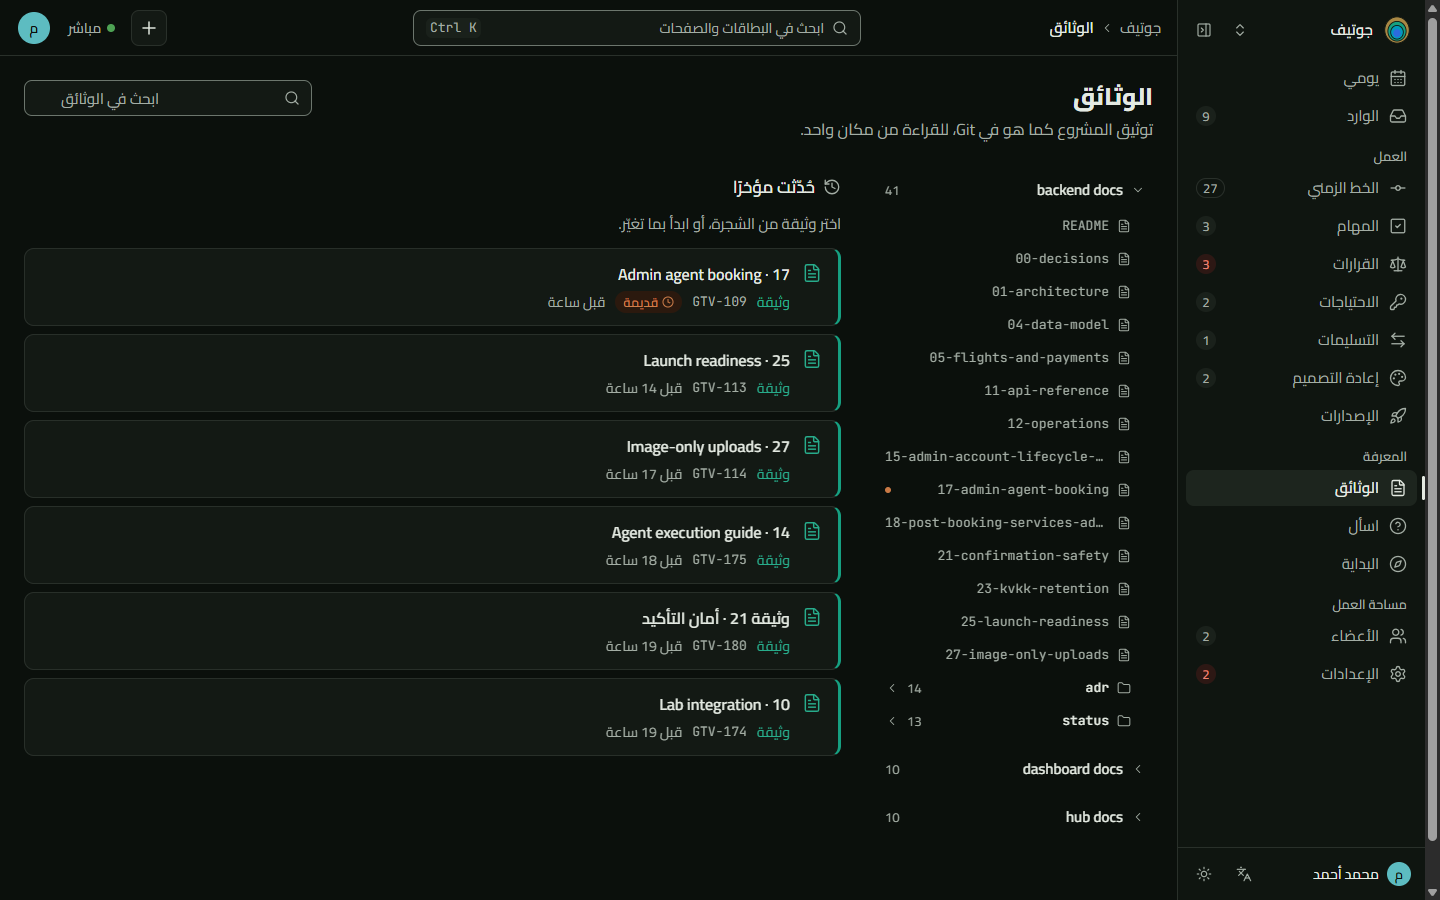 جوتيف
يومي
الوارد 9
العمل
الخط الزمني 27
المهام 3
القرارات 3
الاحتياجات 2
التسليمات 1
إعادة التصميم 2
الإصدارات
المعرفة
الوثائق
اسأل
البداية
مساحة العمل
الأعضاء 2
الإعدادات 2
م محمد أحمد
جوتيف › الوثائق
ابحث في البطاقات والصفحات Ctrl K
مباشر م
الوثائق
توثيق المشروع كما هو في Git، للقراءة من مكان واحد.
ابحث في الوثائق
backend docs 41
README
00-decisions
01-architecture
04-data-model
05-flights-and-payments
11-api-reference
12-operations
15-admin-account-lifecycle-…
17-admin-agent-booking
18-post-booking-services-ad…
21-confirmation-safety
23-kvkk-retention
25-launch-readiness
27-image-only-uploads
adr 14
status 13
dashboard docs 10
hub docs 10
حُدّثت مؤخرًا
اختر وثيقة من الشجرة، أو ابدأ بما تغيّر.
17 · Admin agent booking
وثيقة GTV-109 قديمة قبل ساعة
25 · Launch readiness
وثيقة GTV-113 قبل 14 ساعة
27 · Image-only uploads
وثيقة GTV-114 قبل 17 ساعة
14 · Agent execution guide
وثيقة GTV-175 قبل 18 ساعة
وثيقة 21 · أمان التأكيد
وثيقة GTV-180 قبل 19 ساعة
10 · Lab integration
وثيقة GTV-174 قبل 19 ساعة